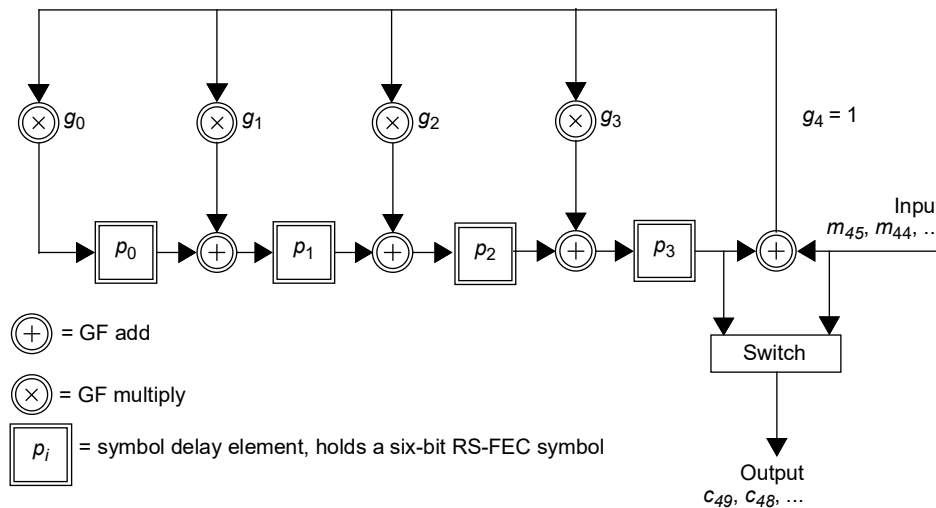 g0
g1
g2
g3
g4 = 1
Inpu
m45, m44, ...
p0
p1
p2
p3
= GF add
= GF multiply
pi = symbol delay element, holds a six-bit RS-FEC symbol
Switch
Output
c49, c48, ...